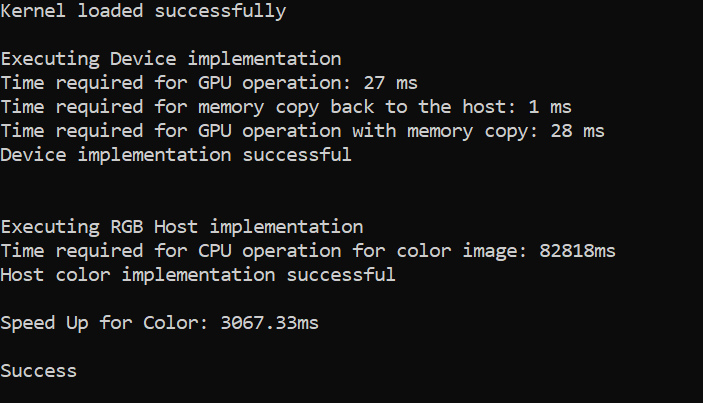 Kernel loaded successfully
Executing Device implementation
Time required for GPU operation: 27 ms
Time required for memory copy back to the host: 1 ms
Time required for GPU operation with memory copy: 28 ms
Device implementation successful
Executing RGB Host implementation
Time required for CPU operation for color image: 82818ms
Host color implementation successful
Speed Up for Color: 3067.33ms
Success